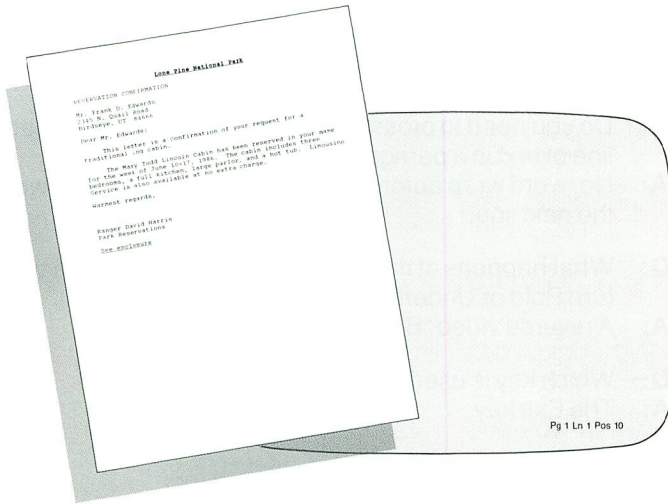 Lone Pine National Park
RESERVATION CONFIRMATION
Mr. Frank D. Edwards
2345 N. Quail Road
Birdseye, UT 84666
Dear Mr. Edwards:
This letter is a confirmation of your request for a
traditional log cabin.
The Mary Todd Lincoln Cabin has been reserved in your name
for the week of June 10-17, 1984. The cabin includes three
bedrooms, a full kitchen, large parlor, and a hot tub. Limousine
Service is also available at no extra charge.
Warmest regards,
Ranger David Harris
Park Reservations
See enclosure
Pg 1 Ln 1 Pos 10